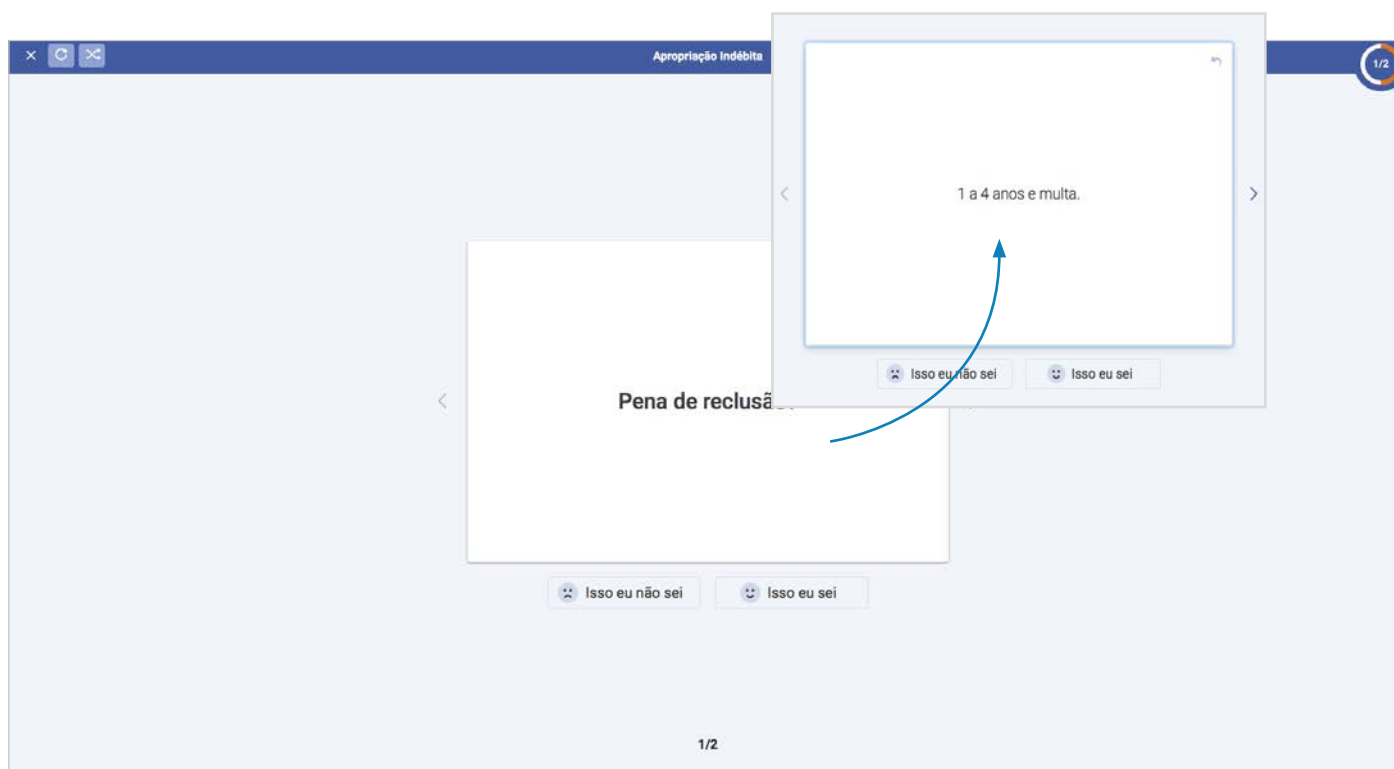 Apropriação Indébita
1/2
1 a 4 anos e multa.
Isso eu não sei
Isso eu sei
Pena de
Isso eu não sei
Isso eu sei
1/2